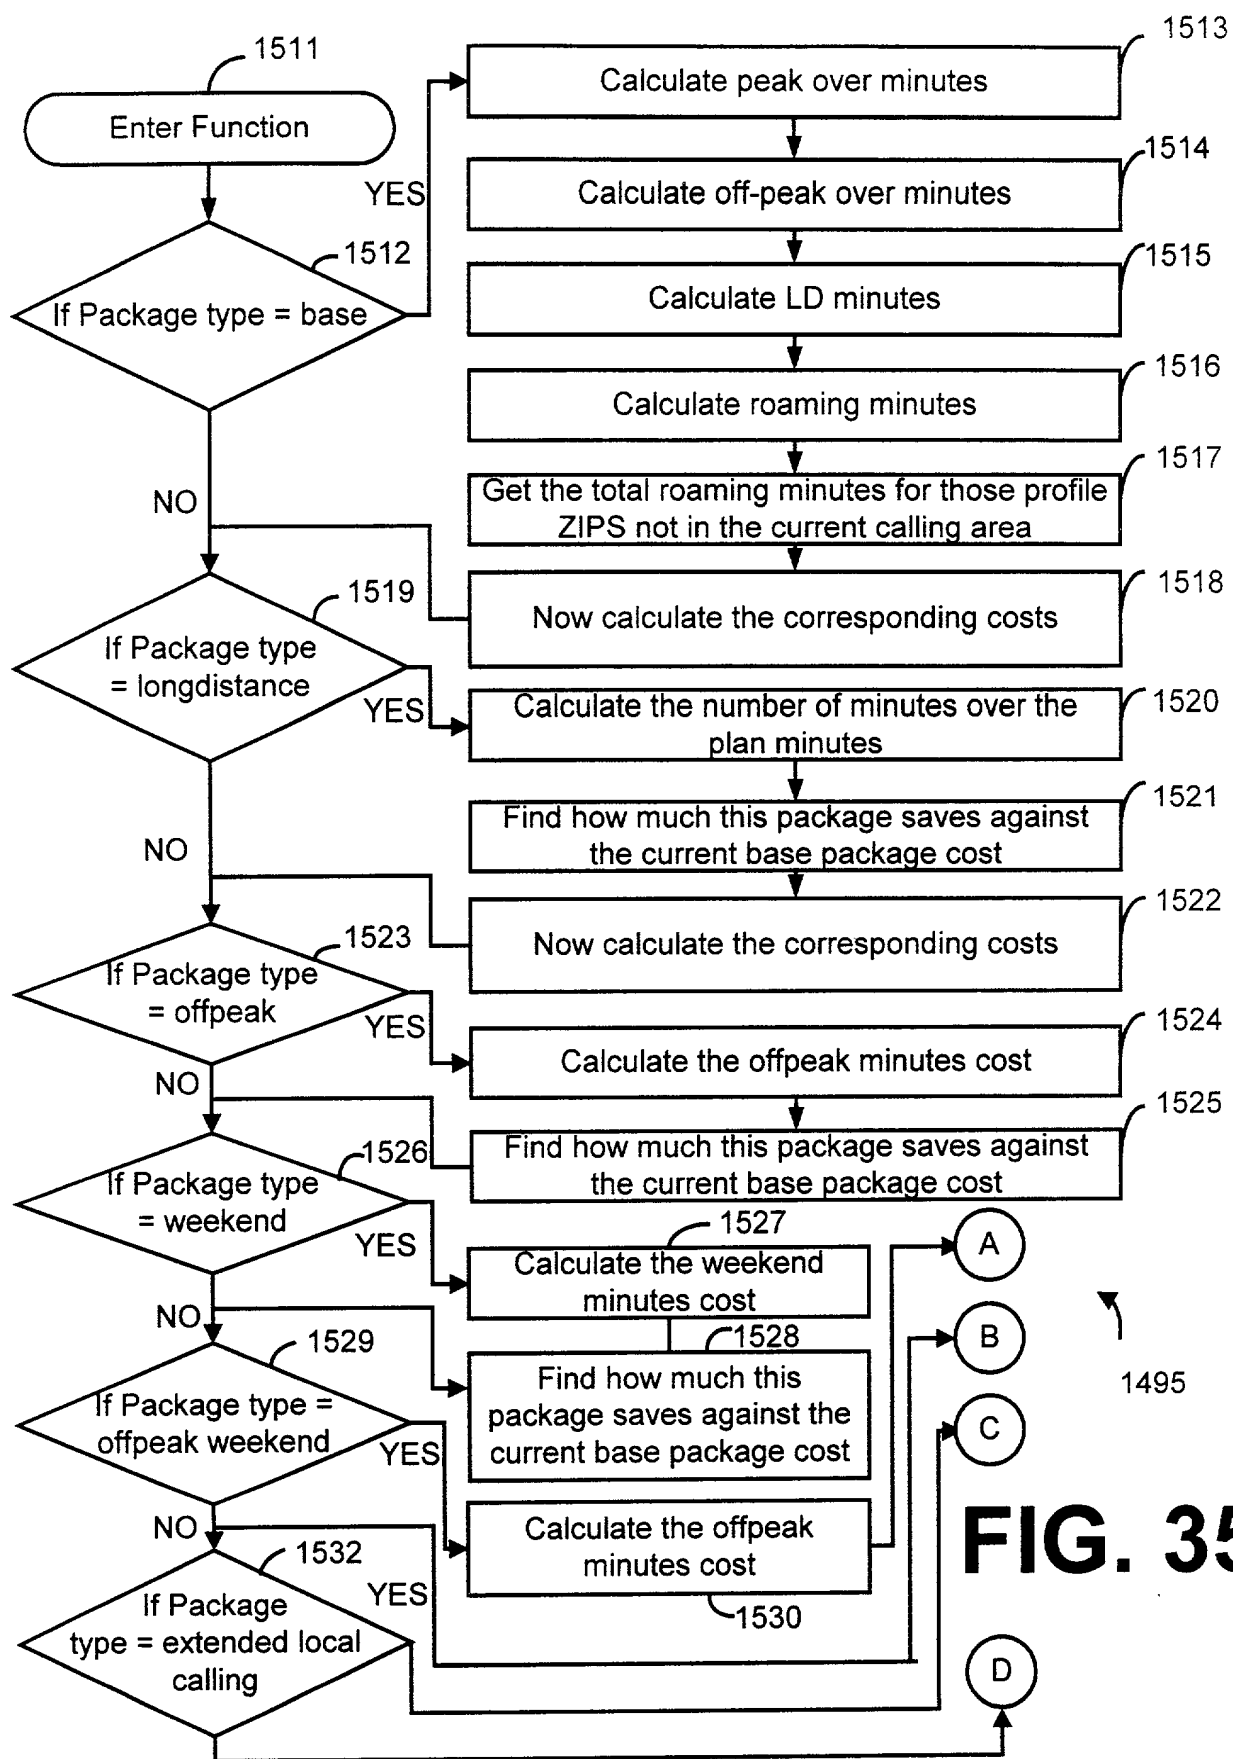 1511
Enter Function
1512
If Package type = base
YES
NO
1513
Calculate peak over minutes
1514
Calculate off-peak over minutes
1515
Calculate LD minutes
1516
Calculate roaming minutes
1517
Get the total roaming minutes for those profile
ZIPS not in the current calling area
1518
Now calculate the corresponding costs
1519
If Package type
= longdistance
YES
NO
1520
Calculate the number of minutes over the
plan minutes
1521
Find how much this package saves against
the current base package cost
1522
Now calculate the corresponding costs
1523
If Package type
= offpeak
YES
NO
1524
Calculate the offpeak minutes cost
1525
Find how much this package saves against
the current base package cost
1526
If Package type
= weekend
YES
NO
1527
Calculate the weekend
minutes cost
1528
Find how much this
package saves against the
current base package cost
1529
If Package type =
offpeak weekend
YES
NO
Calculate the offpeak
minutes cost
1530
1532
If Package
type = extended local
calling
YES
A
B
C
D
1495
FIG. 35